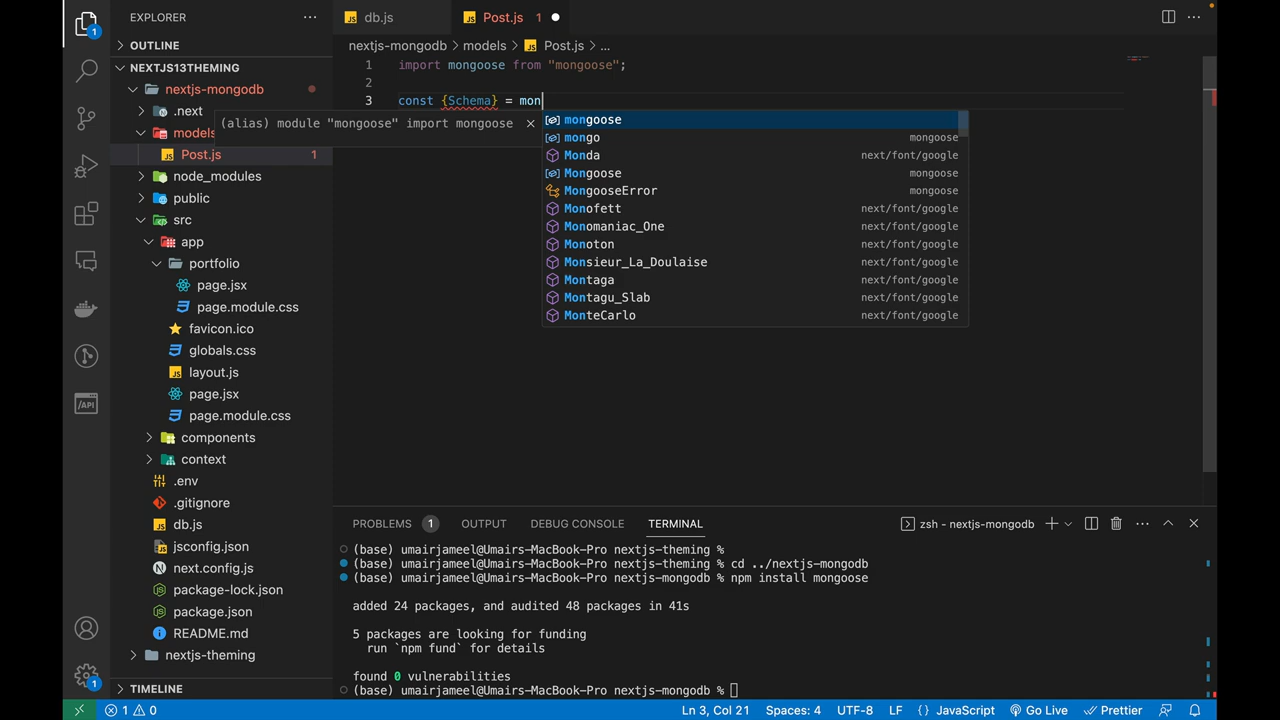 EXPLORER
OUTLINE
NEXTJS13THEMING
nextjs-mongodb
.next
models
Post.js 1
node_modules
public
src
app
portfolio
page.jsx
page.module.css
favicon.ico
globals.css
layout.js
page.jsx
page.module.css
components
context
.env
.gitignore
db.js
jsconfig.json
next.config.js
package-lock.json
package.json
README.md
nextjs-theming
TIMELINE
1
/API
1
JS db.js
JS Post.js 1
nextjs-mongodb > models > JS Post.js > ...
1 import mongoose from "mongoose";
2
3 const {Schema} = mon
(alias) module "mongoose" import mongoose
mongoose
mongo mongoose
Monda next/font/google
Mongoose mongoose
MongooseError mongoose
Monofett next/font/google
Monomaniac_One next/font/google
Monoton next/font/google
Monsieur_La_Doulaise next/font/google
Montaga next/font/google
Montagu_Slab next/font/google
MonteCarlo next/font/google
PROBLEMS 1 OUTPUT DEBUG CONSOLE TERMINAL zsh - nextjs-mongodb
(base) umairjameel@Umairs-MacBook-Pro nextjs-theming %
(base) umairjameel@Umairs-MacBook-Pro nextjs-theming % cd ../nextjs-mongodb
(base) umairjameel@Umairs-MacBook-Pro nextjs-mongodb % npm install mongoose
added 24 packages, and audited 48 packages in 41s
5 packages are looking for funding
run `npm fund` for details
found 0 vulnerabilities
(base) umairjameel@Umairs-MacBook-Pro nextjs-mongodb %
1 0 Ln 3, Col 21 Spaces: 4 UTF-8 LF {} JavaScript Go Live Prettier